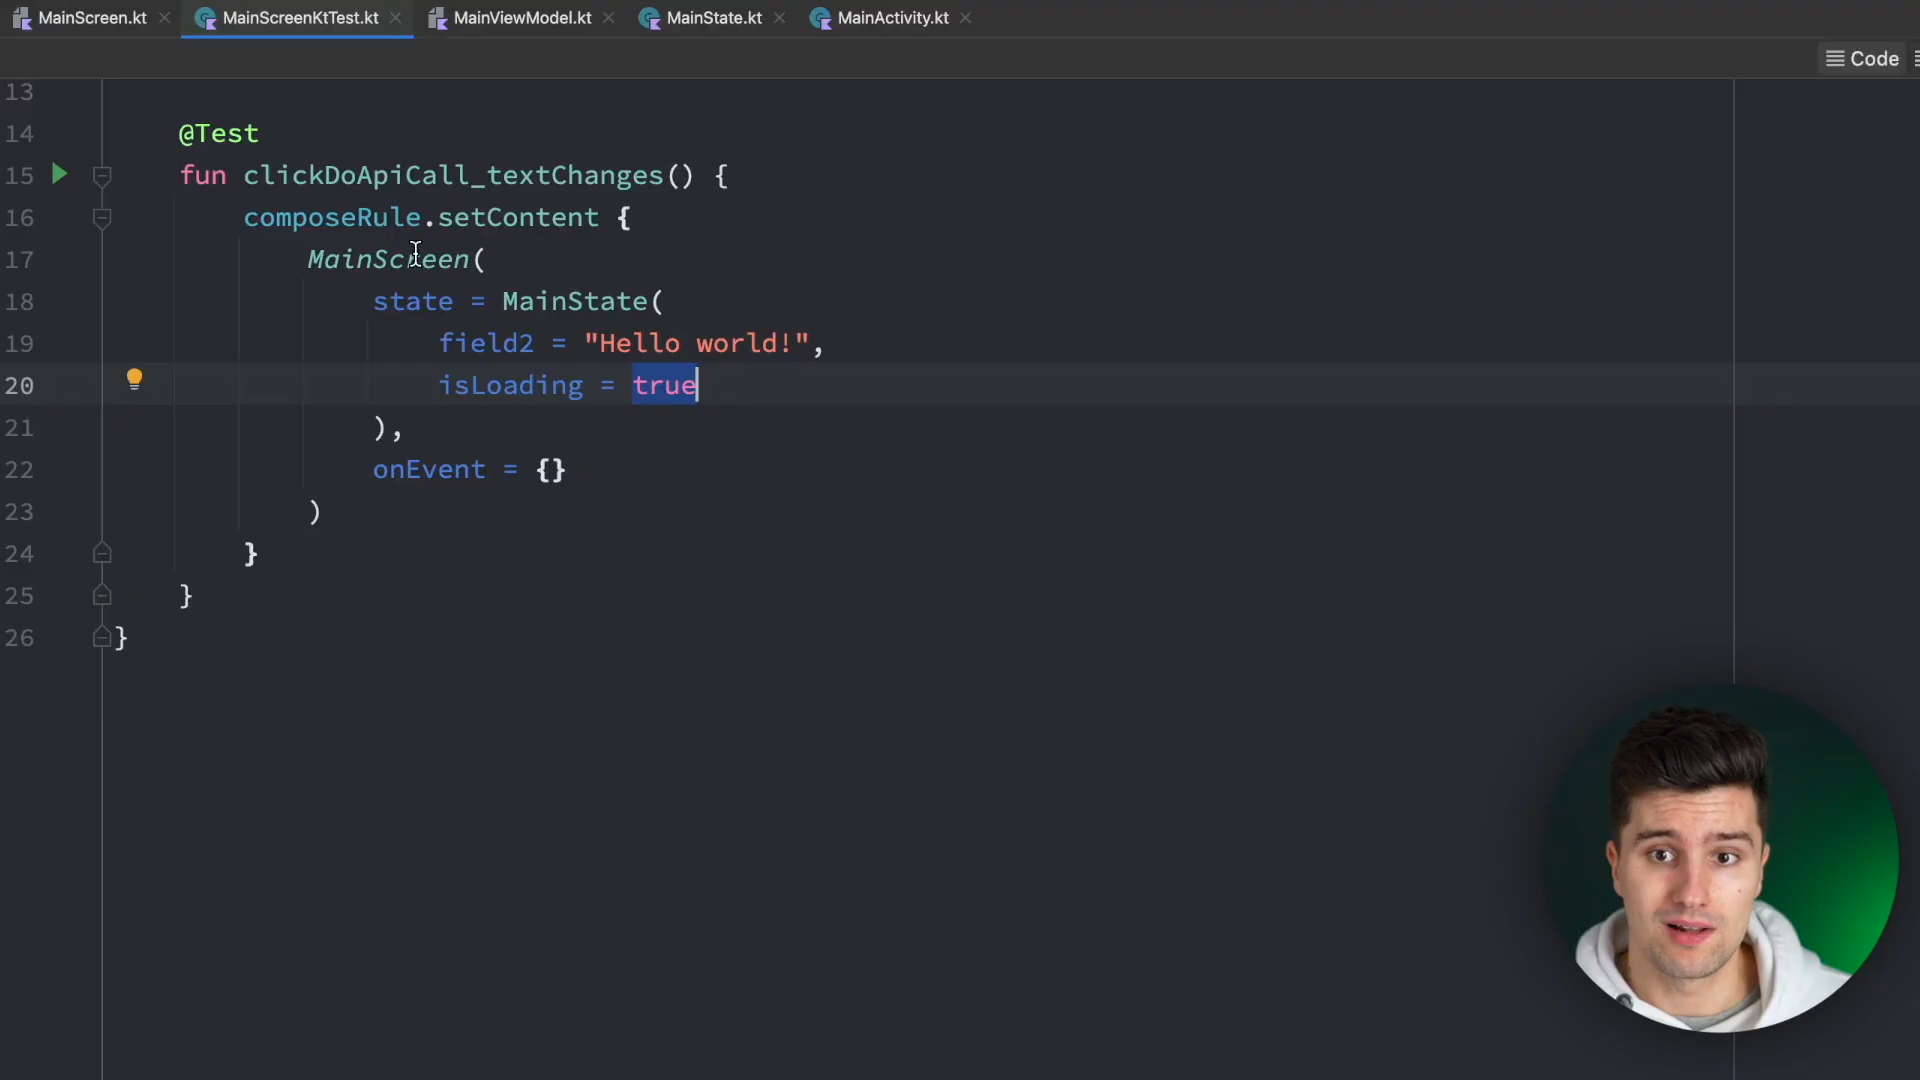 MainScreen.kt MainScreenKtTest.kt MainViewModel.kt MainState.kt MainActivity.kt
Code
13
14 @Test
15 fun clickDoApiCall_textChanges() {
16 composeRule.setContent {
17 MainScreen(
18 state = MainState(
19 field2 = "Hello world!",
20 isLoading = true
21 ),
22 onEvent = {}
23 )
24 }
25 }
26 }